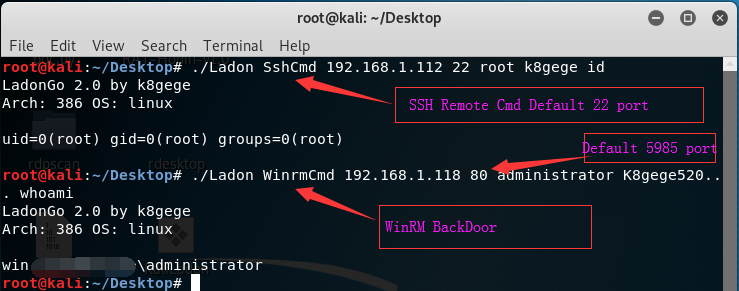 root@kali: ~/Desktop
File Edit View Search Terminal Help
root@kali:~/Desktop# ./Ladon SshCmd 192.168.1.112 22 root k8gege id
LadonGo 2.0 by k8gege
Arch: 386 OS: linux
SSH Remote Cmd Default 22 port
uid=0(root) gid=0(root) groups=0(root)
Default 5985 port
rdpscan rdesktop
root@kali:~/Desktop# ./Ladon WinrmCmd 192.168.1.118 80 administrator K8gege520..
. whoami
LadonGo 2.0 by k8gege
Arch: 386 OS: linux
WinRM BackDoor
win \administrator
root@kali:~/Desktop#